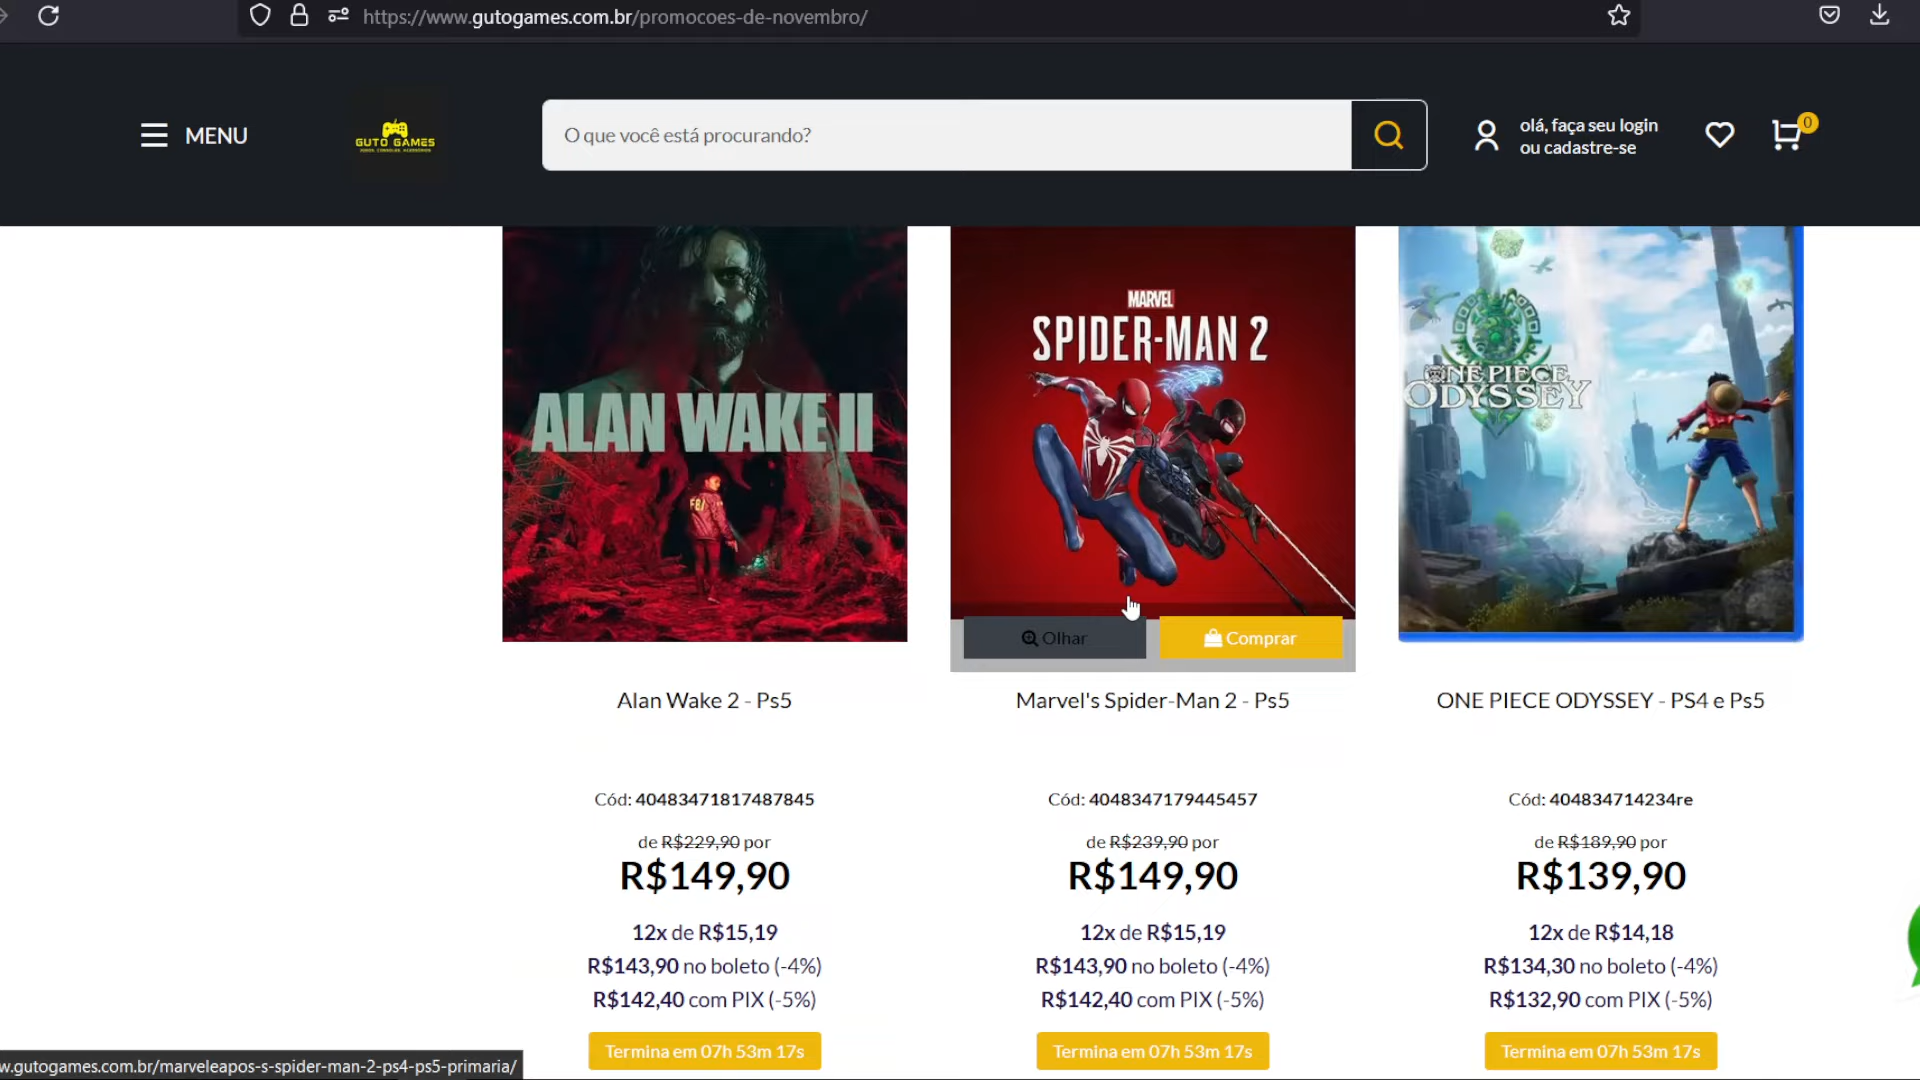 https://www.gutogames.com.br/promocoes-de-novembro/
MENU
GUTO GAMES
O que você está procurando?
olá, faça seu login
ou cadastre-se
0
ALAN WAKE II
FBI
MARVEL
SPIDER-MAN 2
ONE PIECE
ODYSSEY
Olhar
Comprar
Alan Wake 2 - Ps5
Marvel's Spider-Man 2 - Ps5
ONE PIECE ODYSSEY - PS4 e Ps5
Cód: 40483471817487845
Cód: 4048347179445457
Cód: 404834714234re
de R$229,90 por
de R$239,90 por
de R$189,90 por
R$149,90
R$149,90
R$139,90
12x de R$15,19
12x de R$15,19
12x de R$14,18
R$143,90 no boleto (-4%)
R$143,90 no boleto (-4%)
R$134,30 no boleto (-4%)
R$142,40 com PIX (-5%)
R$142,40 com PIX (-5%)
R$132,90 com PIX (-5%)
Termina em 07h 53m 17s
Termina em 07h 53m 17s
Termina em 07h 53m 17s
w.gutogames.com.br/marveleapos-s-spider-man-2-ps4-ps5-primaria/